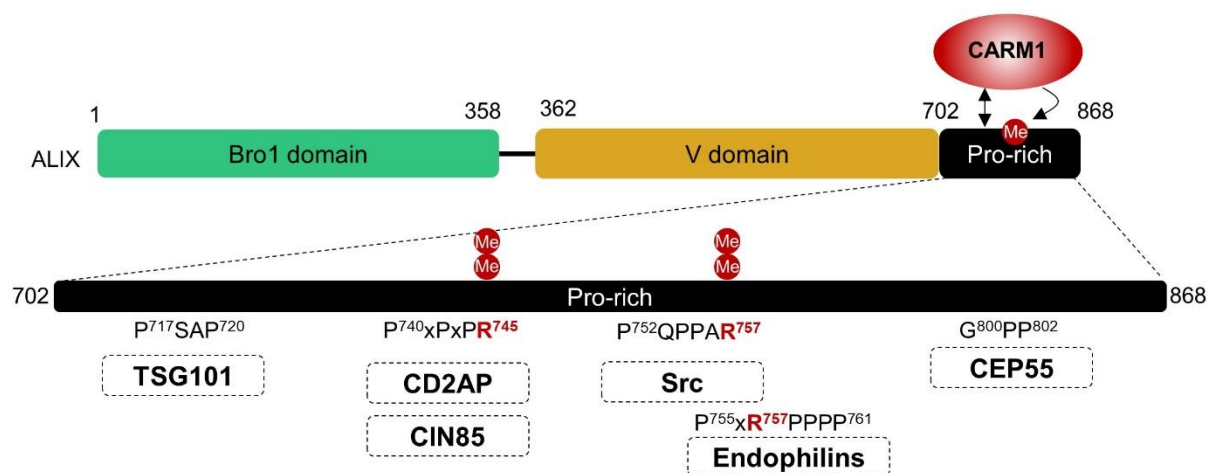 CARM1
1 358 362 702 868
ALIX Bro1 domain V domain Me Pro-rich
Me Me
Me Me
702 Pro-rich 868
P⁷¹⁷SAP⁷²⁰ P⁷⁴⁰xPxPR⁷⁴⁵ P⁷⁵²QPPAR⁷⁵⁷ G⁸⁰⁰PP⁸⁰²
TSG101 CD2AP Src CEP55
CIN85 P⁷⁵⁵xR⁷⁵⁷PPPP⁷⁶¹
Endophilins